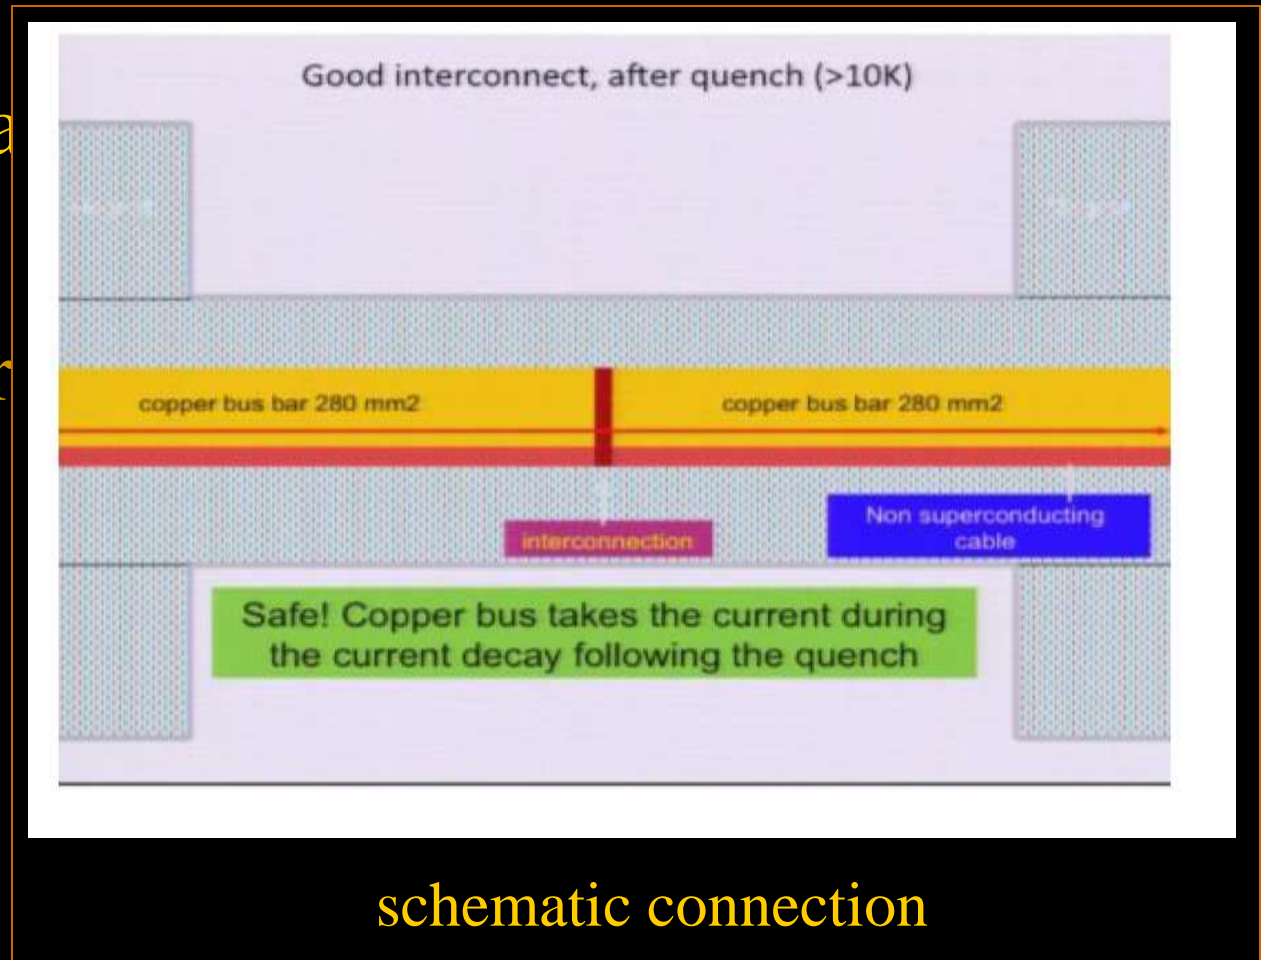 Good interconnect, after quench (>10K)
copper bus bar 280 mm2
copper bus bar 280 mm2
interconnection
Non superconducting
cable
Safe! Copper bus takes the current during
the current decay following the quench
schematic connection